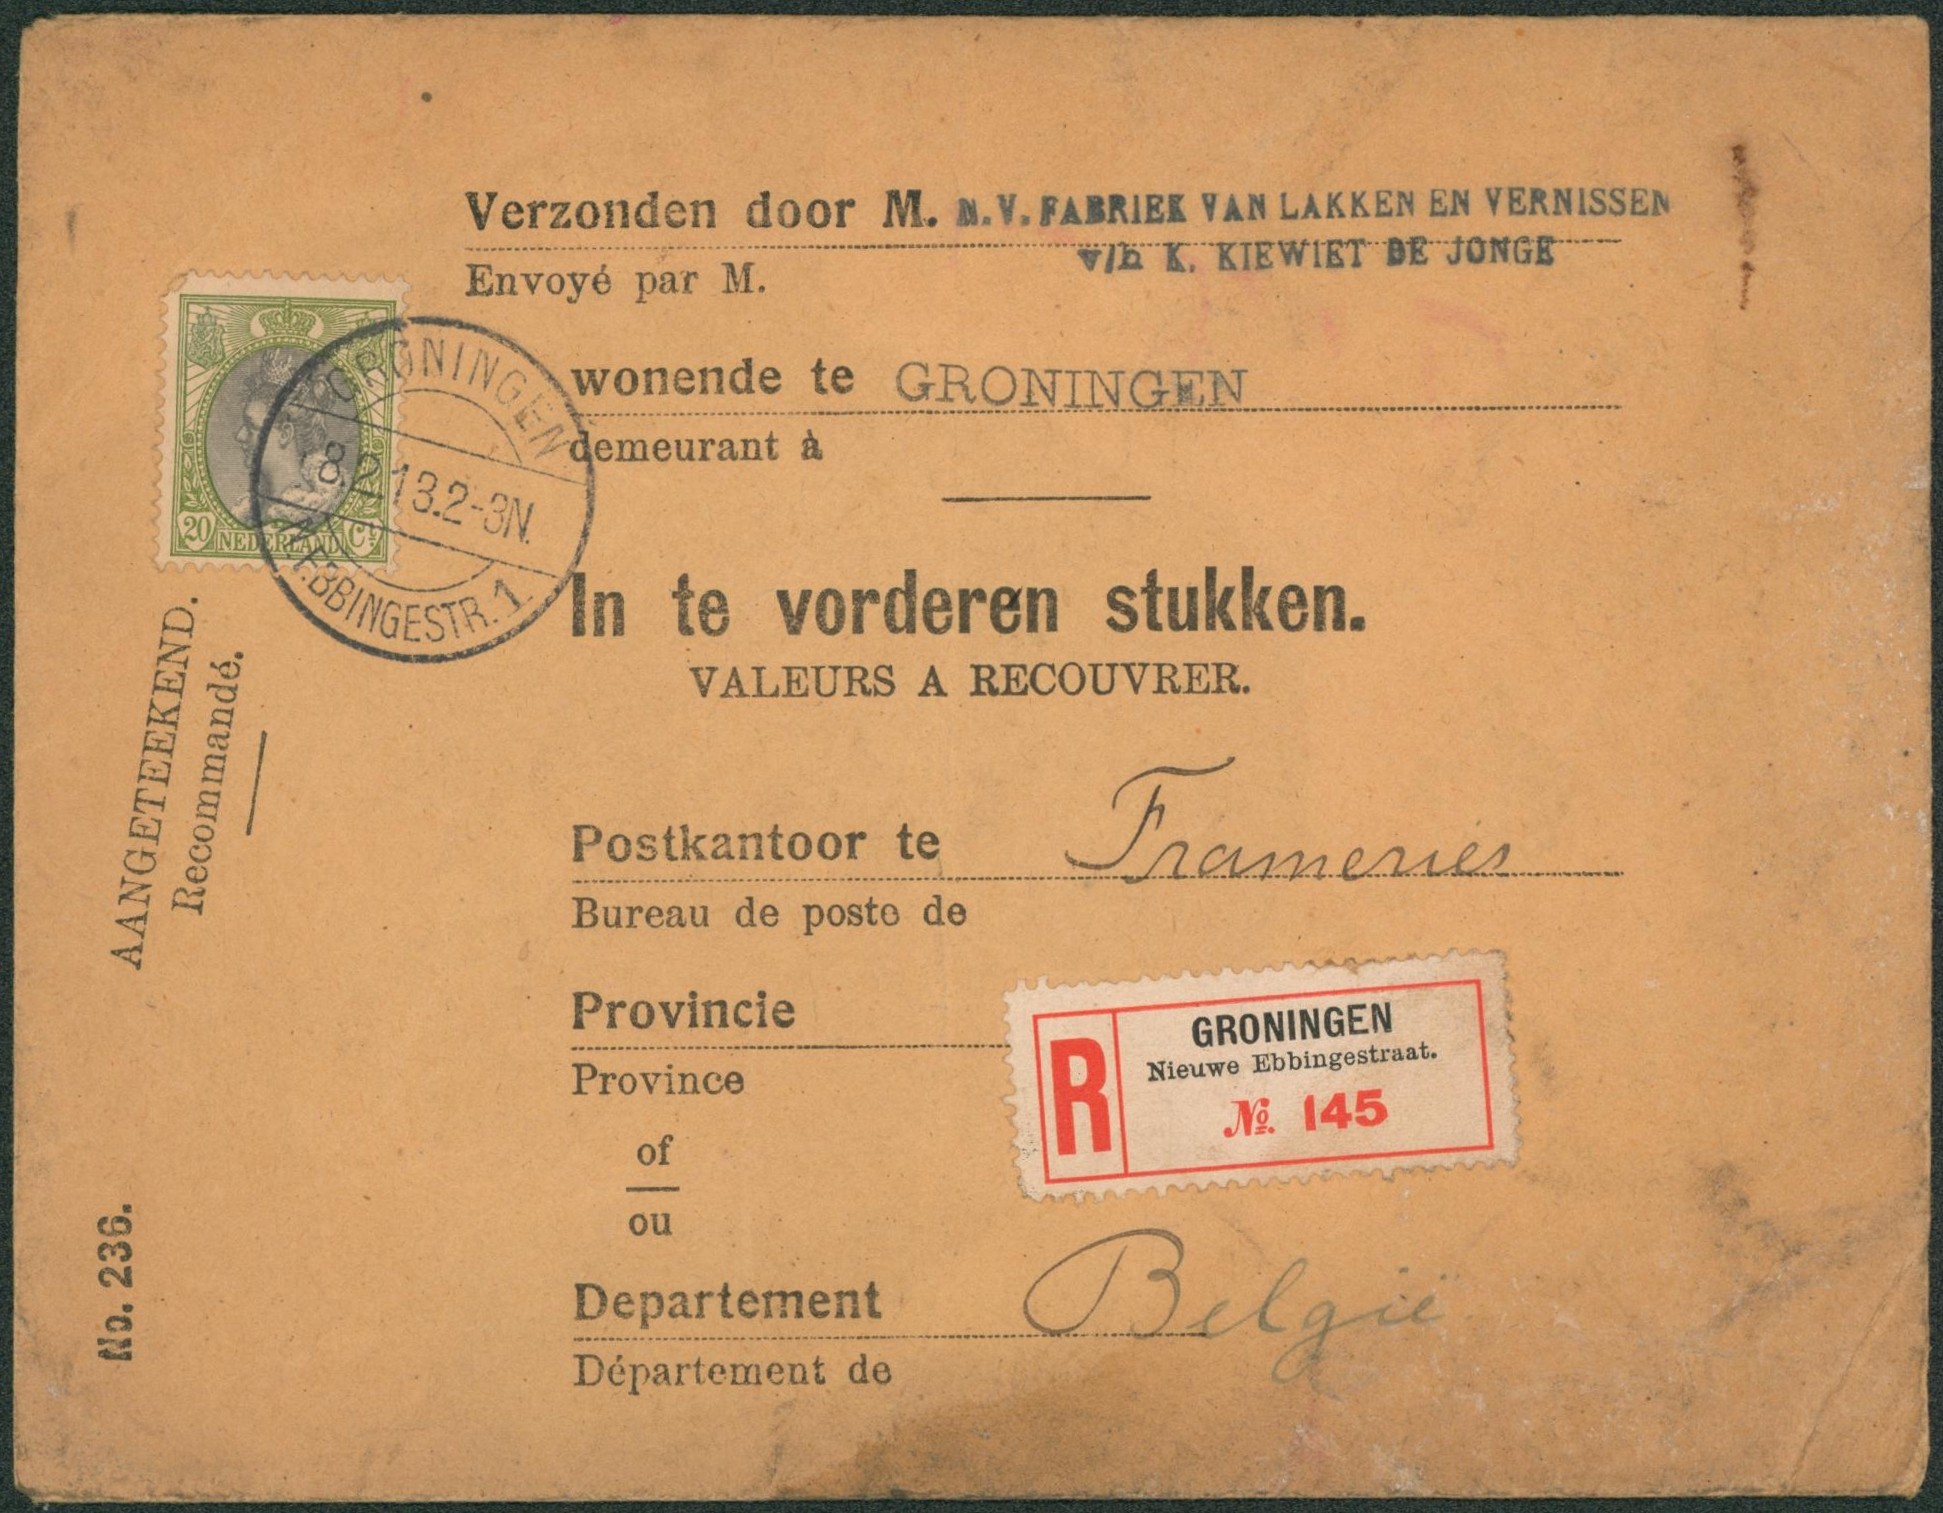 Verzonden door M. N.V. FABRIEK VAN LAKKEN EN VERNISSEN
v/h K. KIEWIET DE JONGE
Envoyé par M.
wonende te GRONINGEN
demeurant à
20 NEDERLAND Ct
GRONINGEN
8.2.13.2-3N.
N.EBBINGESTR.1.
In te vorderen stukken.
VALEURS A RECOUVRER.
AANGETEEKEND.
Recommandé.
Postkantoor te Frameries
Bureau de poste de
Provincie
Province
R
GRONINGEN
Nieuwe Ebbingestraat.
No. 145
of
ou
Departement België
Département de
No. 236.